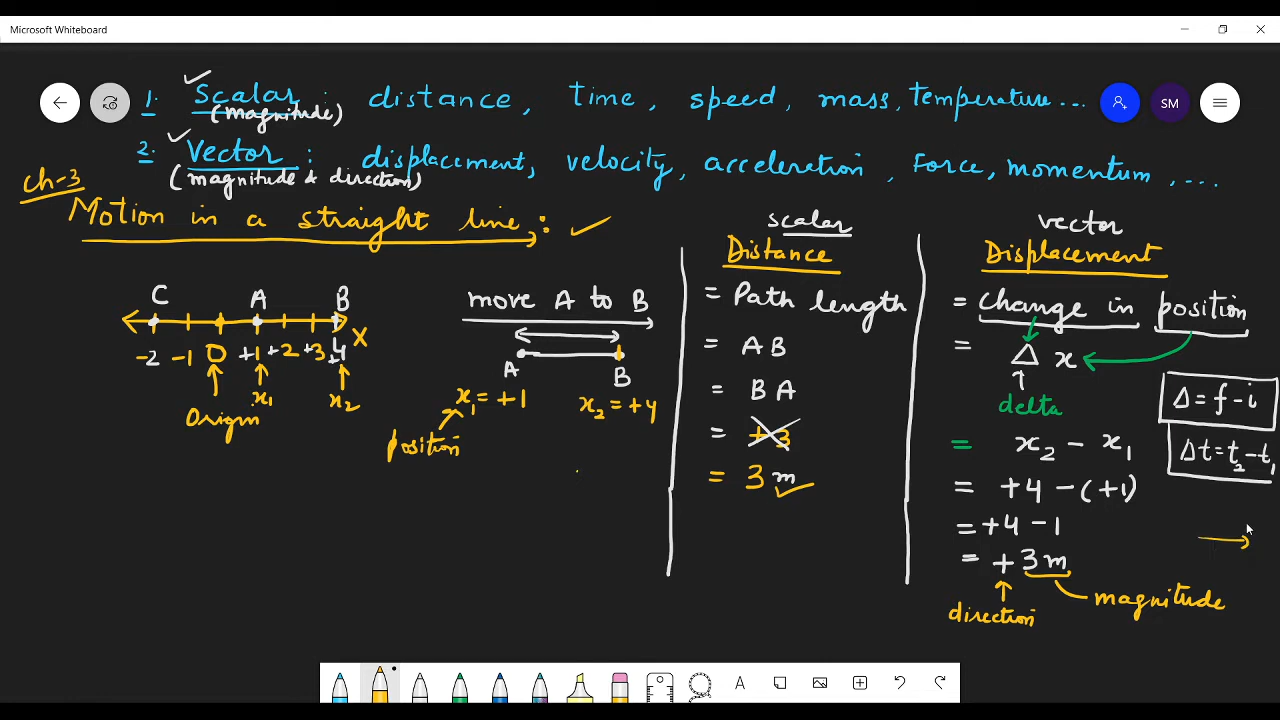 Microsoft Whiteboard
1. Scalar : distance, time, speed, mass, temperature...
(magnitude)
2. Vector : displacement, velocity, acceleration, Force, momentum, ...
(magnitude & direction)
Ch-3
Motion in a straight line :
C A B
-2 -1 0 +1 +2 +3 +4 X
x₁ x₂
Origin
move A to B
A B
x₁ = +1 x₂ = +4
position
scalar
Distance
= Path length
= AB
= BA
= +3
= 3 m
vector
Displacement
= change in position
= Δ x
delta
Δ = f - i
Δt = t₂ - t₁
= x₂ - x₁
= +4 - (+1)
= +4 - 1
= + 3 m
direction
magnitude
SM
A